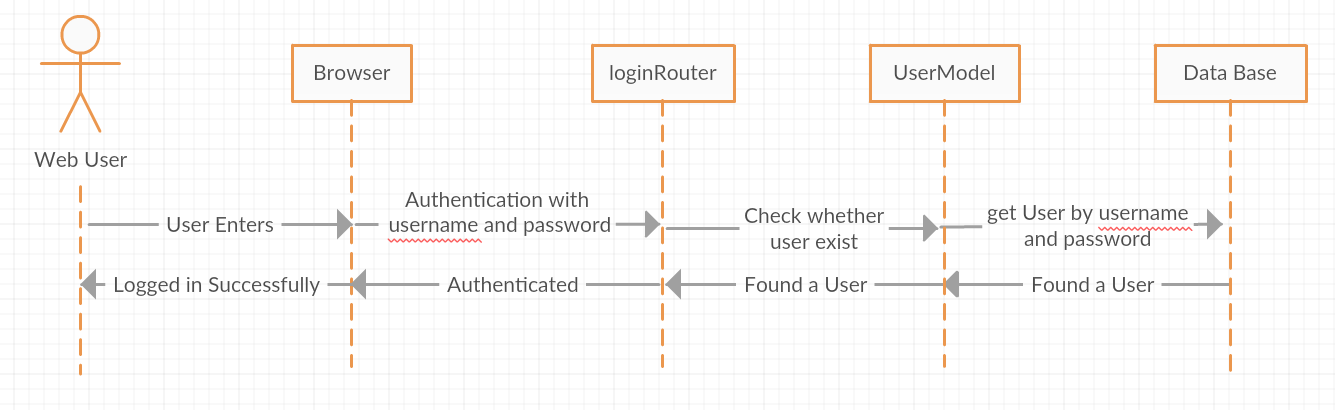 Browser
loginRouter
UserModel
Data Base
Web User
User Enters
Authentication with
username and password
Check whether
user exist
get User by username
and password
Logged in Successfully
Authenticated
Found a User
Found a User